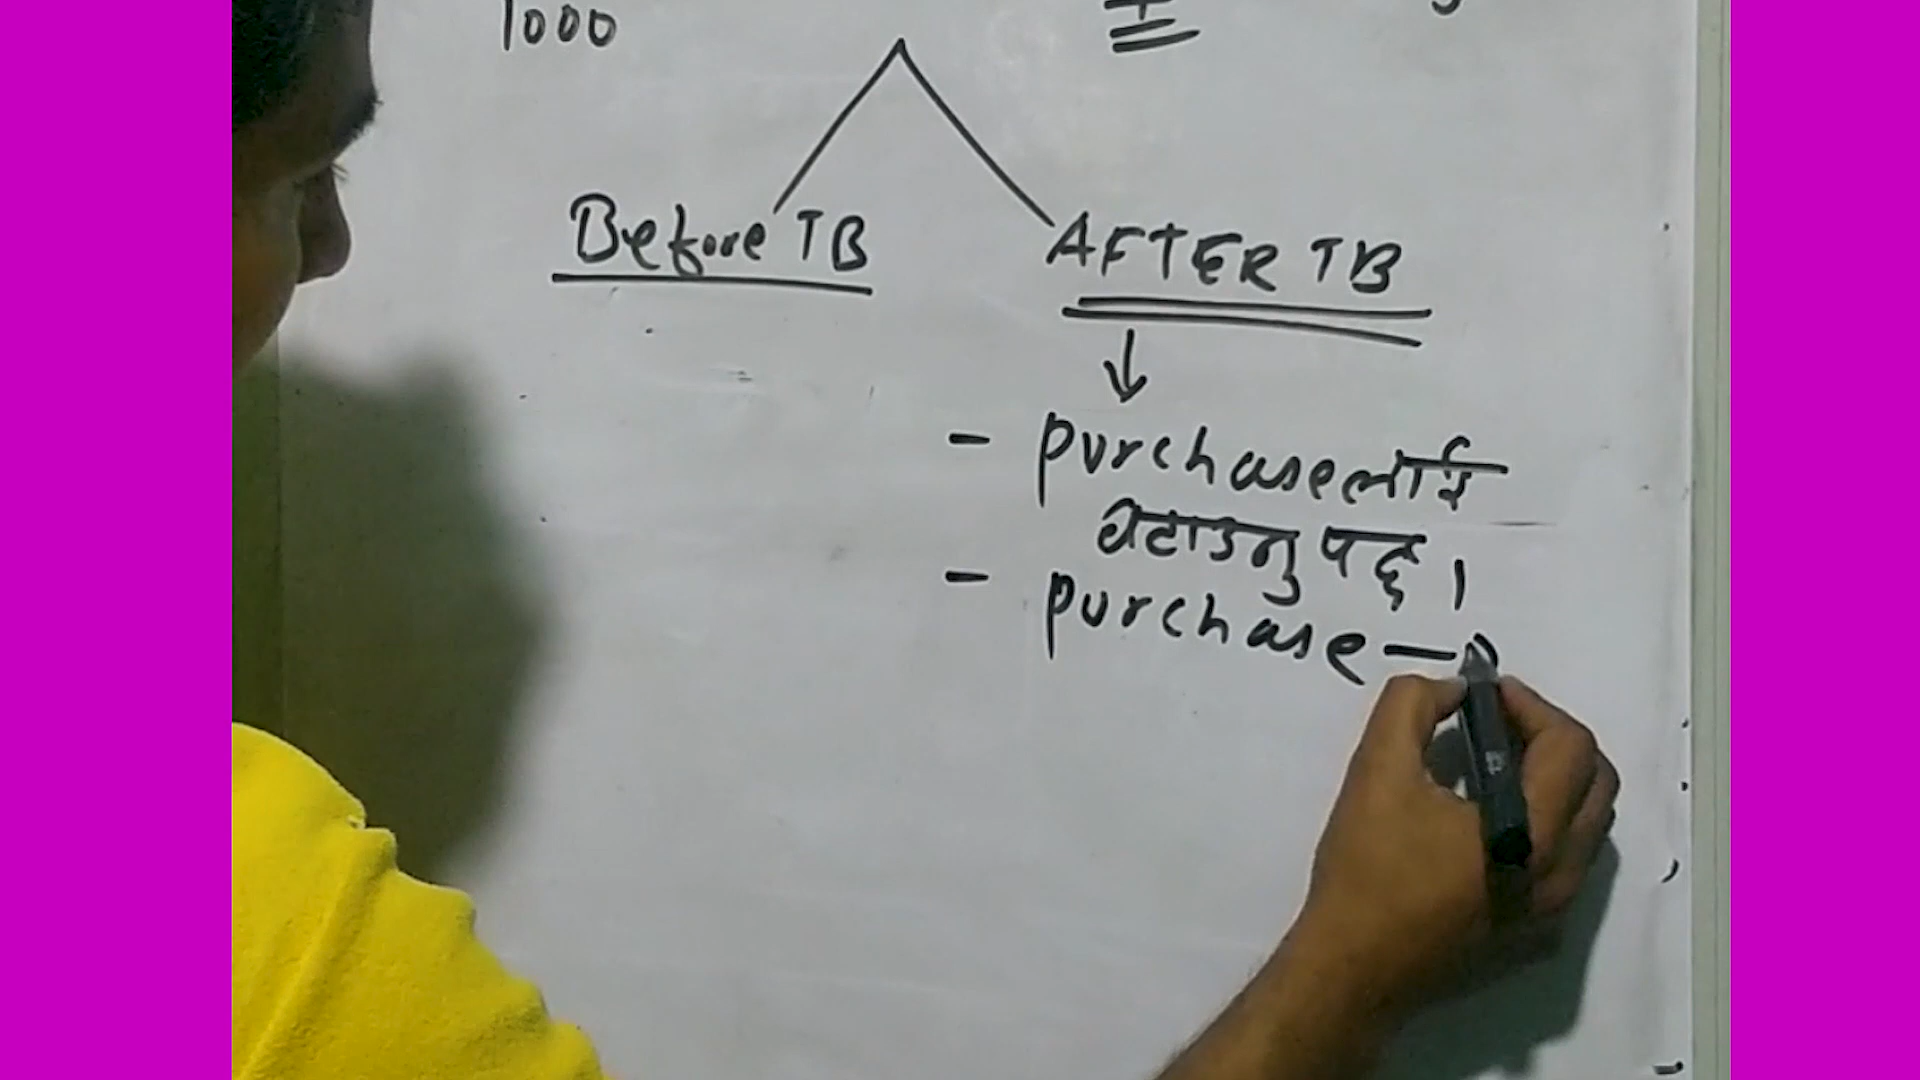 1000
Before TB
AFTER TB
- purchaseलाई
घटाउनु पर्छ।
- purchase —